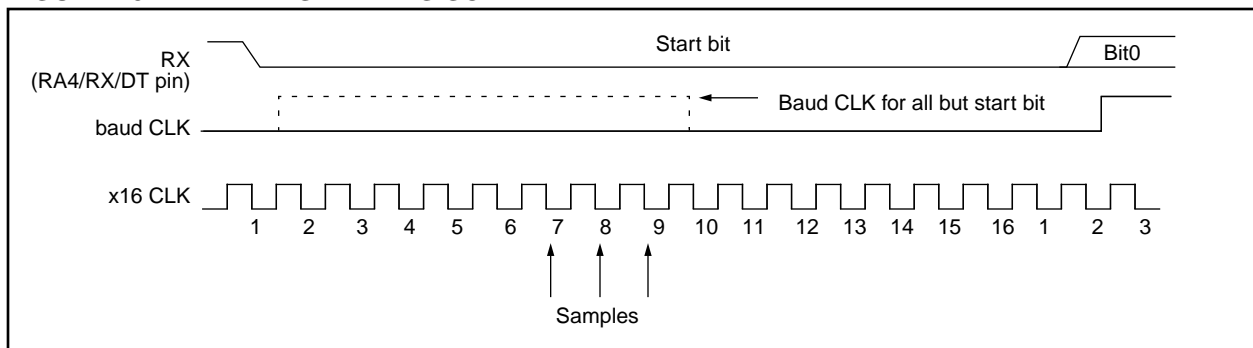 Start bit
RX
(RA4/RX/DT pin)
Bit0
Baud CLK for all but start bit
baud CLK
x16 CLK
1 2 3 4 5 6 7 8 9 10 11 12 13 14 15 16 1 2 3
Samples